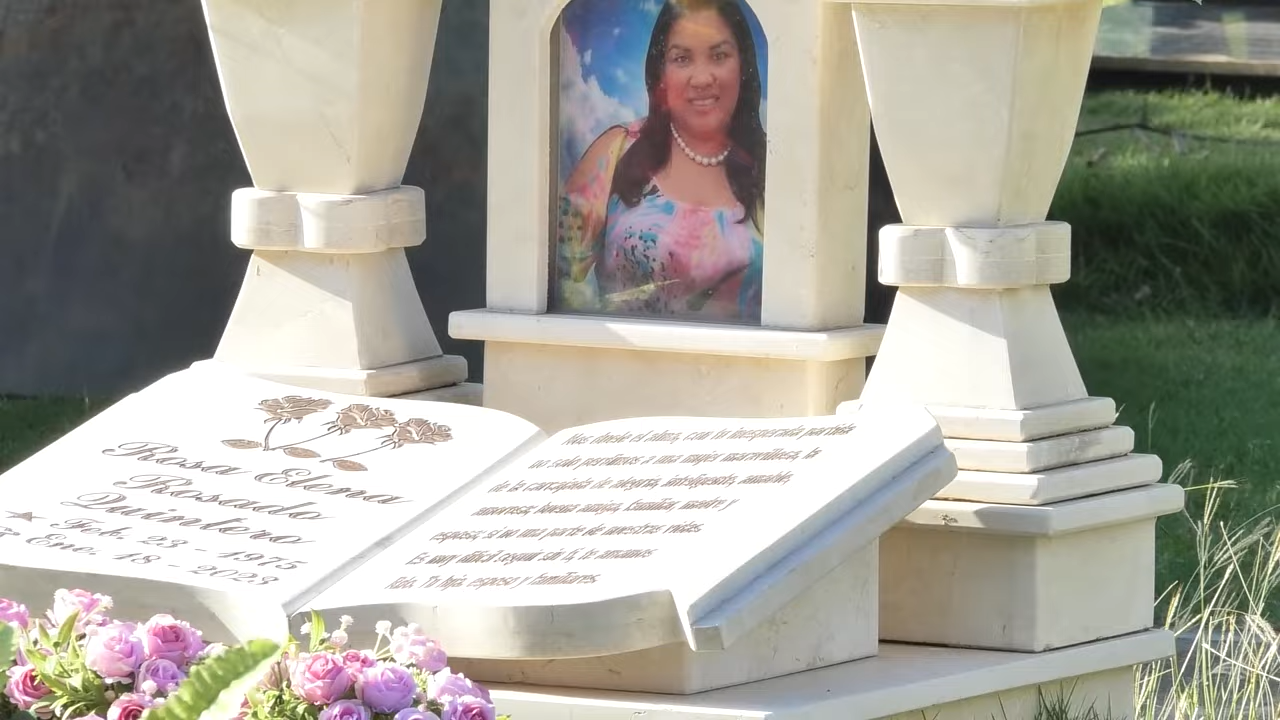 Rosa Elena
Rosado
Quintero
Feb. 23 - 1975
Ene. 18 - 2023
Nos duele el alma, con tu inesperada partida
no solo perdimos a una mujer maravillosa, la
de la carcajada de alegría, inteligente, amable,
amorosa; buena amiga, familia, madre y
esposa; si no una parte de nuestras vidas.
Es muy difícil seguir sin ti, te amamos
Tu hija, esposo y familiares.